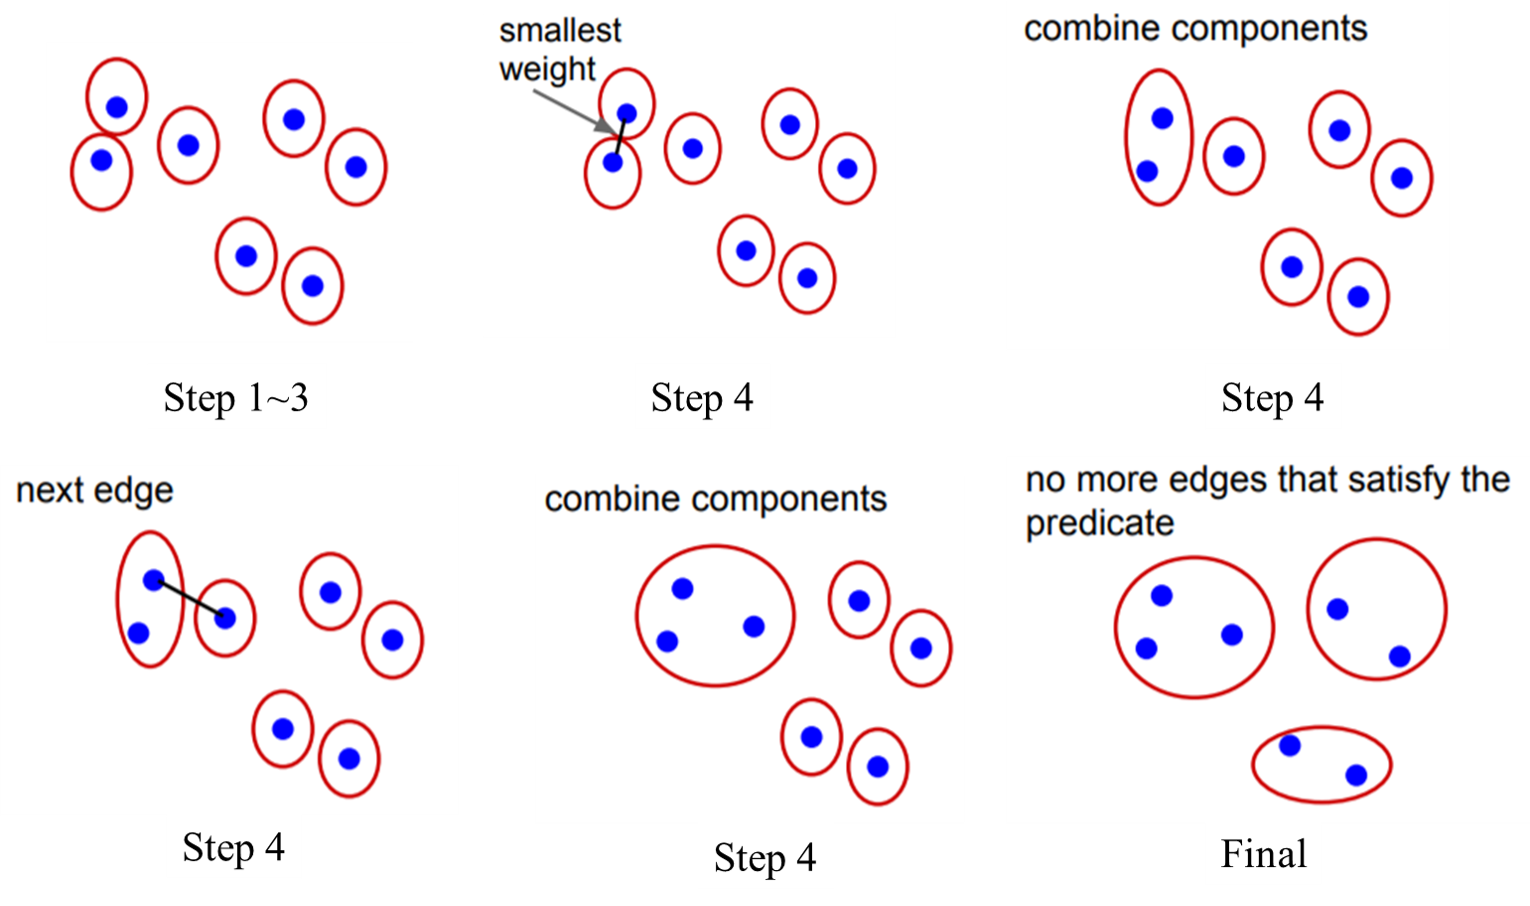 smallest
weight
combine components
Step 1~3
Step 4
Step 4
next edge
combine components
no more edges that satisfy the
predicate
Step 4
Step 4
Final